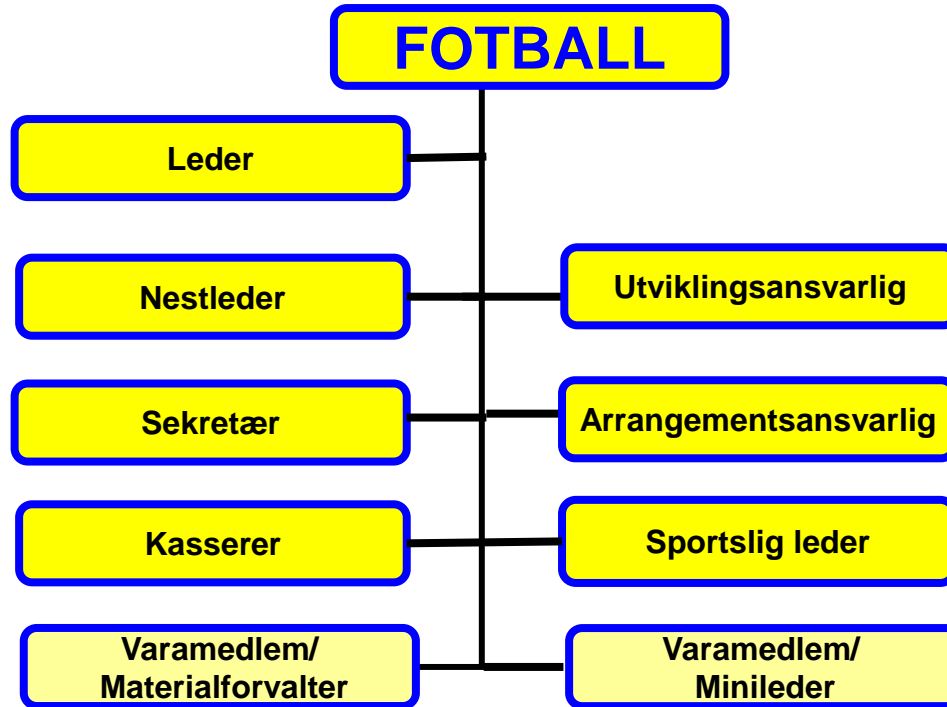 FOTBALL
Leder
Nestleder
Utviklingsansvarlig
Sekretær
Arrangementsansvarlig
Kasserer
Sportslig leder
Varamedlem/
Materialforvalter
Varamedlem/
Minileder